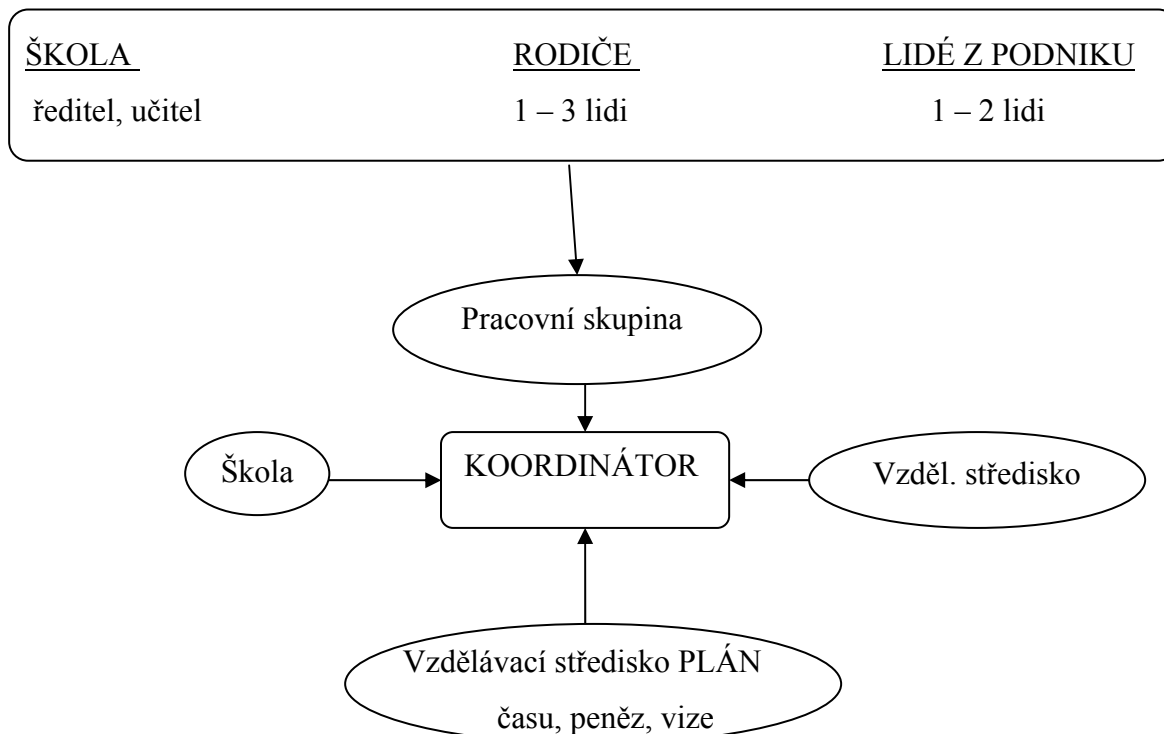 ŠKOLA RODIČE LIDÉ Z PODNIKU
ředitel, učitel 1 – 3 lidi 1 – 2 lidi
Pracovní skupina
Škola KOORDINÁTOR Vzděl. středisko
Vzdělávací středisko PLÁN
času, peněz, vize